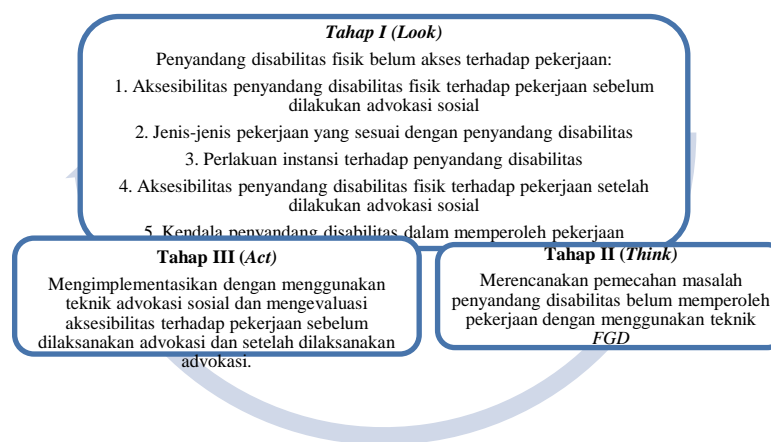 Tahap I (Look)
Penyandang disabilitas fisik belum akses terhadap pekerjaan:
1. Aksesibilitas penyandang disabilitas fisik terhadap pekerjaan sebelum
dilakukan advokasi sosial
2. Jenis-jenis pekerjaan yang sesuai dengan penyandang disabilitas
3. Perlakuan instansi terhadap penyandang disabilitas
4. Aksesibilitas penyandang disabilitas fisik terhadap pekerjaan setelah
dilakukan advokasi sosial
5. Kendala penyandang disabilitas dalam memperoleh pekerjaan
Tahap III (Act)
Mengimplementasikan dengan menggunakan
teknik advokasi sosial dan mengevaluasi
aksesibilitas terhadap pekerjaan sebelum
dilaksanakan advokasi dan setelah dilaksanakan
advokasi.
Tahap II (Think)
Merencanakan pemecahan masalah
penyandang disabilitas belum memperoleh
pekerjaan dengan menggunakan teknik
FGD